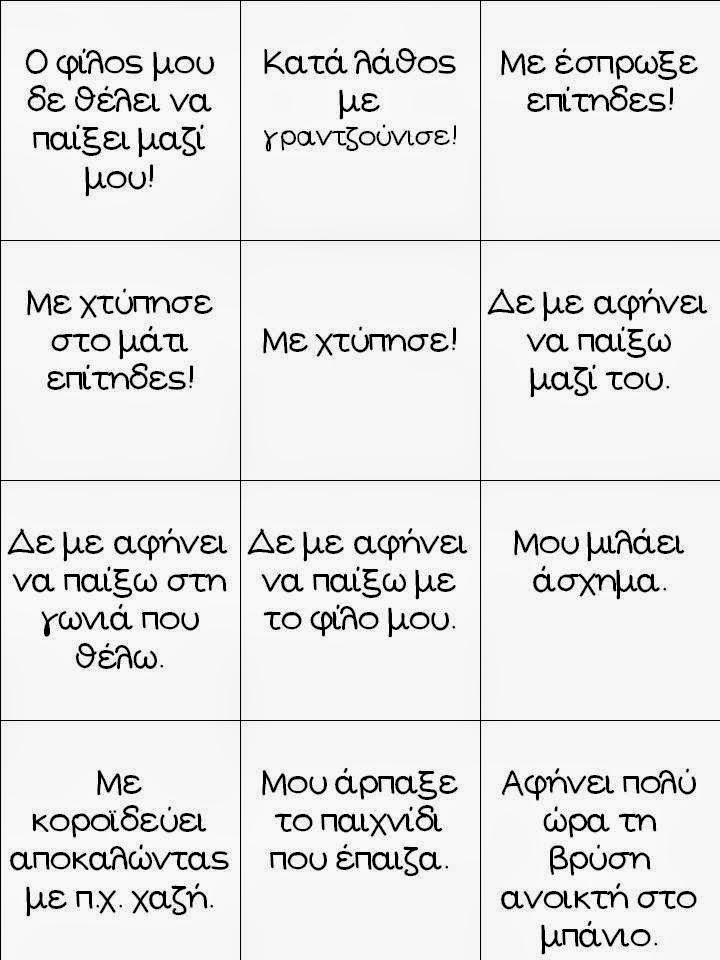 Ο φίλος μου
δε θέλει να
παίξει μαζί
μου!
Κατά λάθος
με
γραντζούνισε!
Με έσπρωξε
επίτηδες!
Με χτύπησε
στο μάτι
επίτηδες!
Με χτύπησε!
Δε με αφήνει
να παίξω
μαζί του.
Δε με αφήνει
να παίξω στη
γωνιά που
θέλω.
Δε με αφήνει
να παίξω με
το φίλο μου.
Μου μιλάει
άσχημα.
Με
κοροϊδεύει
αποκαλώντας
με π.χ. χαζή.
Μου άρπαξε
το παιχνίδι
που έπαιζα.
Αφήνει πολύ
ώρα τη
βρύση
ανοικτή στο
μπάνιο.